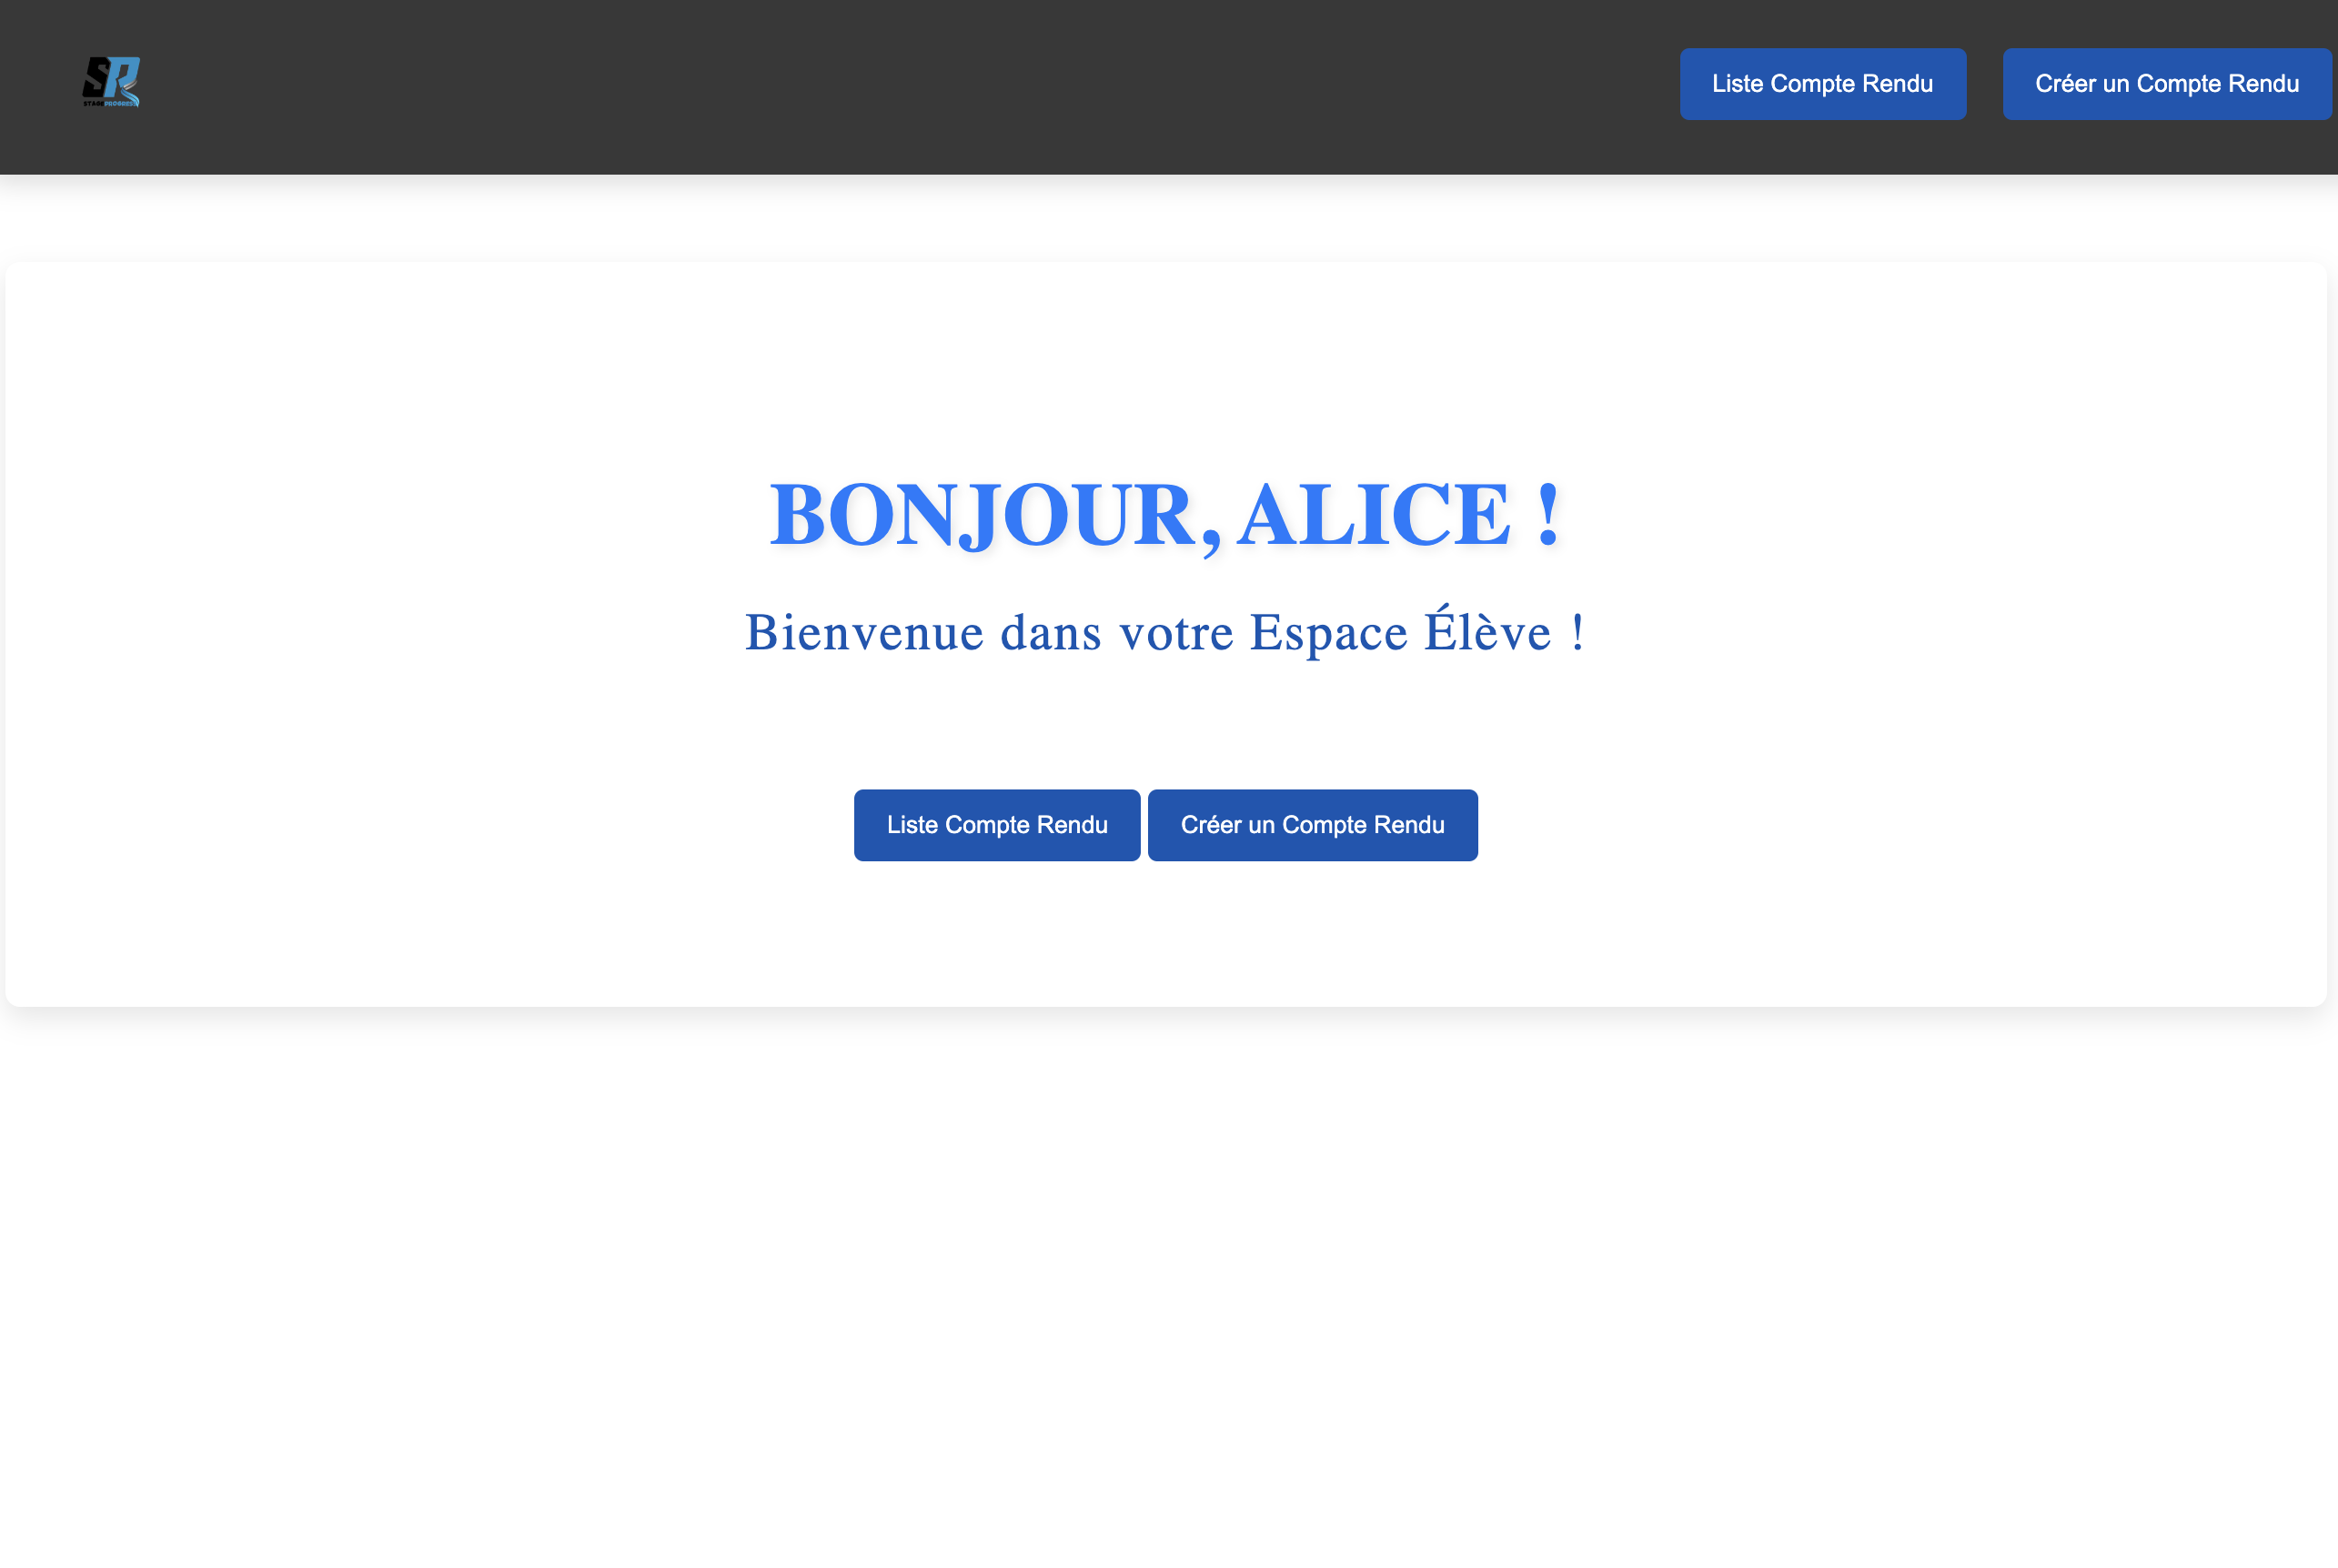 SR
STAGEPROGRESS
Liste Compte Rendu
Créer un Compte Rendu
BONJOUR, ALICE !
Bienvenue dans votre Espace Élève !
Liste Compte Rendu
Créer un Compte Rendu